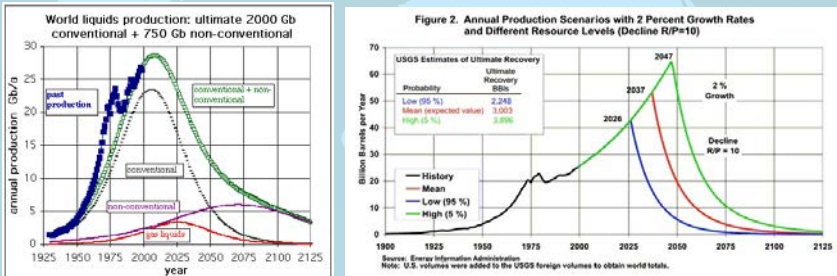 World liquids production: ultimate 2000 Gb
conventional + 750 Gb non-conventional
annual production Gb/a
30
25
20
15
10
5
0
past
production
conventional + non-
conventional
conventional
non-conventional
gas liquids
1925
1950
1975
2000
2025
2050
2075
2100
2125
year
Figure 2. Annual Production Scenarios with 2 Percent Growth Rates
and Different Resource Levels (Decline R/P=10)
Billion Barrels per Year
70
60
50
40
30
20
10
0
USGS Estimates of Ultimate Recovery
Ultimate
Recovery
Probability
BBls
Low (95 %) 2,248
Mean (expected value) 3,003
High (5 %) 3,896
2047
2037
2026
2 %
Growth
Decline
R/P = 10
History
Mean
Low (95 %)
High (5 %)
1900
1925
1950
1975
2000
2025
2050
2075
2100
2125
Source: Energy Information Administration
Note: U.S. volumes were added to the USGS foreign volumes to obtain world totals.